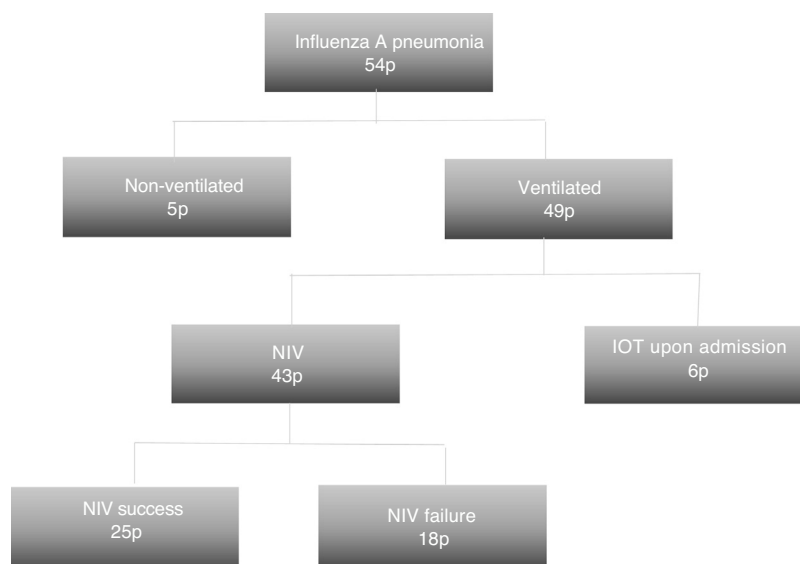 Influenza A pneumonia
54p
Non-ventilated
5p
Ventilated
49p
NIV
43p
IOT upon admission
6p
NIV success
25p
NIV failure
18p